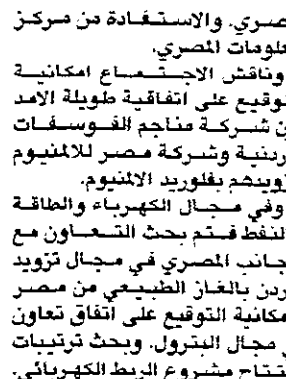 صري. والاستفادة من مركز
علومات المصري.
وناقش الاجتماع امكانية
توقيع على اتفاقية طويلة الامد
ن شركة مناجم الفوسفات
ردنية وشركة مصر للالمنيوم
زويدهم بفلوريد الالمنيوم.
وفي مجال الكهرباء والطاقة
النفط فتم بحث التعاون مع
جانب المصري في مجال تزويد
ردن بالغاز الطبيعي من مصر
مكانية التوقيع على اتفاق تعاون
ي مجال البترول. وبحث ترتيبات
تتاح مشروع الربط الكهربائي.